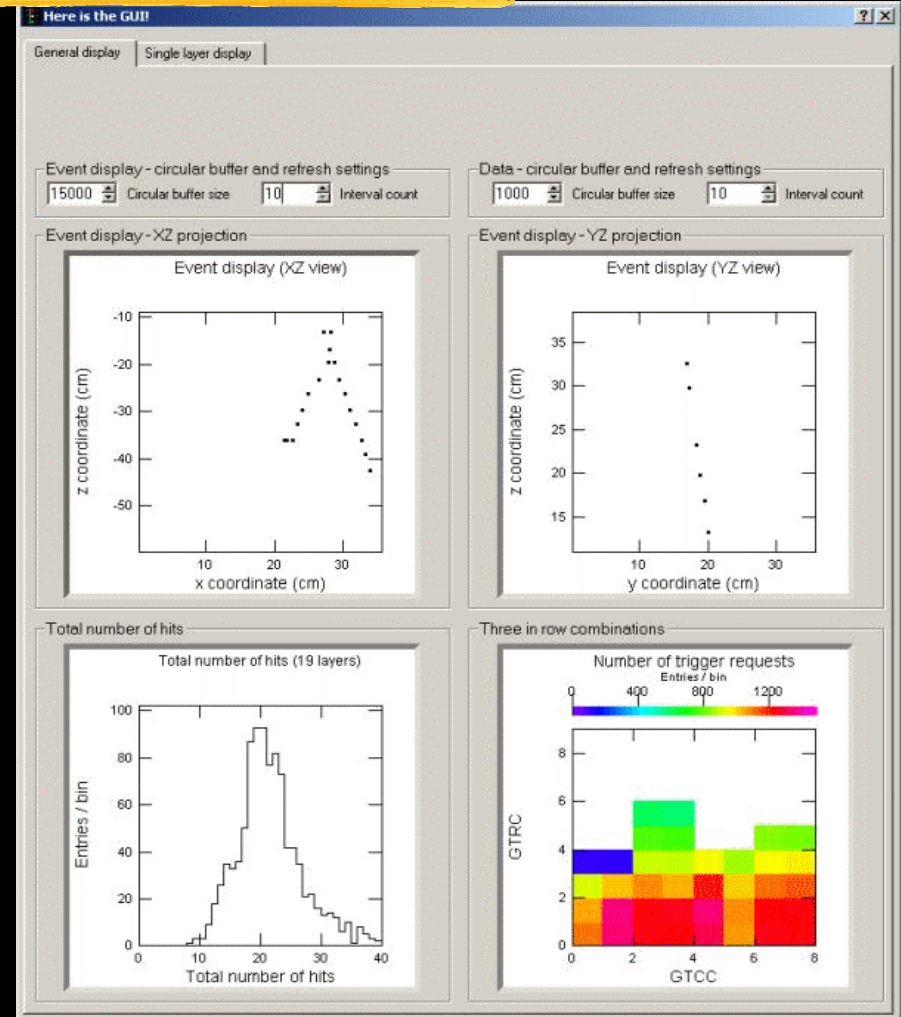 Here is the GUI!
General display
Single layer display
Event display - circular buffer and refresh settings
15000 Circular buffer size 10 Interval count
Data - circular buffer and refresh settings
1000 Circular buffer size 10 Interval count
Event display - XZ projection
Event display (XZ view)
-10
-20
-30
-40
-50
z coordinate (cm)
10 20 30
x coordinate (cm)
Event display - YZ projection
Event display (YZ view)
35
30
25
20
15
z coordinate (cm)
10 20 30
y coordinate (cm)
Total number of hits
Total number of hits (19 layers)
100
80
60
40
20
0
Entries / bin
0 10 20 30 40
Total number of hits
Three in row combinations
Number of trigger requests
Entries / bin
0 400 800 1200
8
6
4
2
0
GTRC
0 2 4 6 8
GTCC